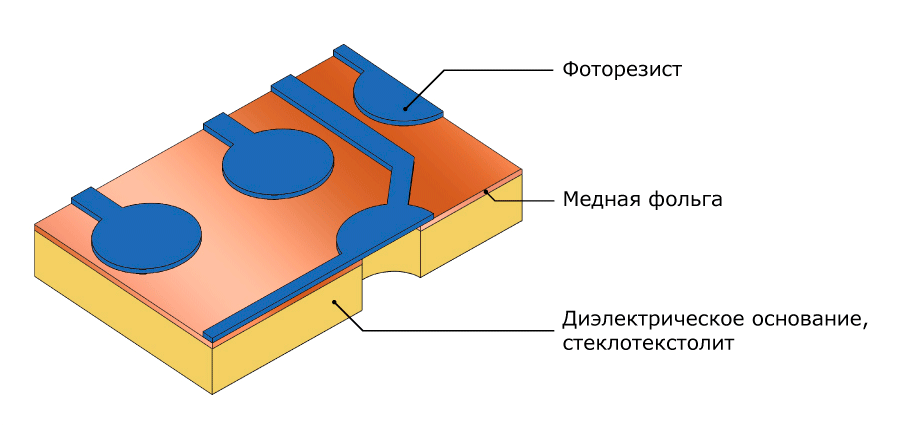 Фоторезист
Медная фольга
Диэлектрическое основание,
стеклотекстолит